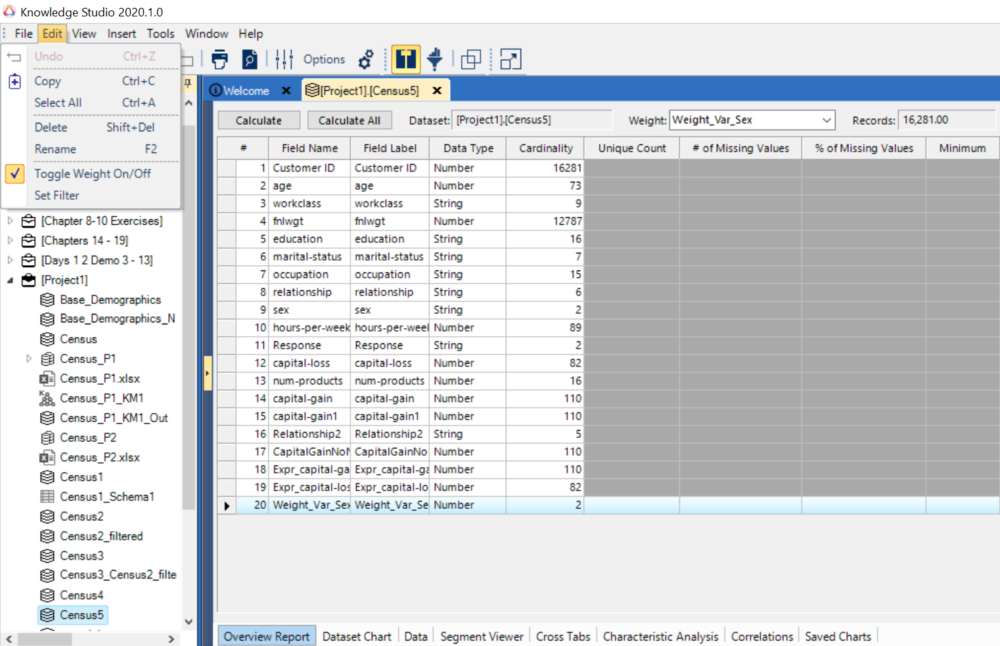 Knowledge Studio 2020.1.0
File Edit View Insert Tools Window Help
Undo Ctrl+Z
Copy Ctrl+C
Select All Ctrl+A
Delete Shift+Del
Rename F2
Toggle Weight On/Off
Set Filter
Options
[Chapter 8-10 Exercises]
[Chapters 14 - 19]
[Days 1 2 Demo 3 - 13]
[Project1]
Base_Demographics
Base_Demographics_N
Census
Census_P1
Census_P1.xlsx
Census_P1_KM1
Census_P1_KM1_Out
Census_P2
Census_P2.xlsx
Census1
Census1_Schema1
Census2
Census2_filtered
Census3
Census3_Census2_filte
Census4
Census5
Welcome [Project1].[Census5]
Calculate Calculate All Dataset: [Project1].[Census5] Weight: Weight_Var_Sex Records: 16,281.00
# Field Name Field Label Data Type Cardinality Unique Count # of Missing Values % of Missing Values Minimum
1 Customer ID Customer ID Number 16281
2 age age Number 73
3 workclass workclass String 9
4 fnlwgt fnlwgt Number 12787
5 education education String 16
6 marital-status marital-status String 7
7 occupation occupation String 15
8 relationship relationship String 6
9 sex sex String 2
10 hours-per-week hours-per-weel Number 89
11 Response Response String 2
12 capital-loss capital-loss Number 82
13 num-products num-products Number 16
14 capital-gain capital-gain Number 110
15 capital-gain1 capital-gain1 Number 110
16 Relationship2 Relationship2 String 5
17 CapitalGainNoN CapitalGainNo Number 110
18 Expr_capital-ga Expr_capital-ga Number 110
19 Expr_capital-los Expr_capital-lo Number 82
20 Weight_Var_Sex Weight_Var_Se Number 2
Overview Report Dataset Chart Data Segment Viewer Cross Tabs Characteristic Analysis Correlations Saved Charts